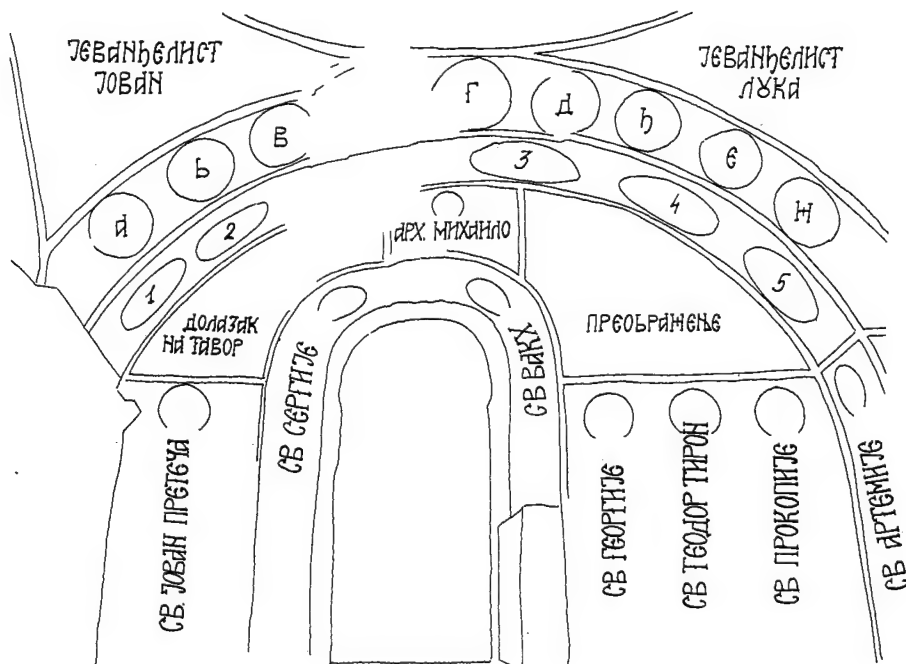 ЈЕВАНЂЕЛИСТ
ЈОВАН
ЈЕВАНЂЕЛИСТ
ЛУКА
а
Б
В
Г
Д
Ђ
Е
Ж
1
2
3
4
5
АРХ. МИХАИЛО
ДОЛАЗАК
НА ТАВОР
ПРЕОБРАЖЕЊЕ
СВ. ЈОВАН ПРЕТЕЧА
СВ СЕРГИЈЕ
СВ ВАКХ
СВ ГЕОРГИЈЕ
СВ ТЕОДОР ТИРОН
СВ ПРОКОПИЈЕ
СВ АРТЕМИЈЕ